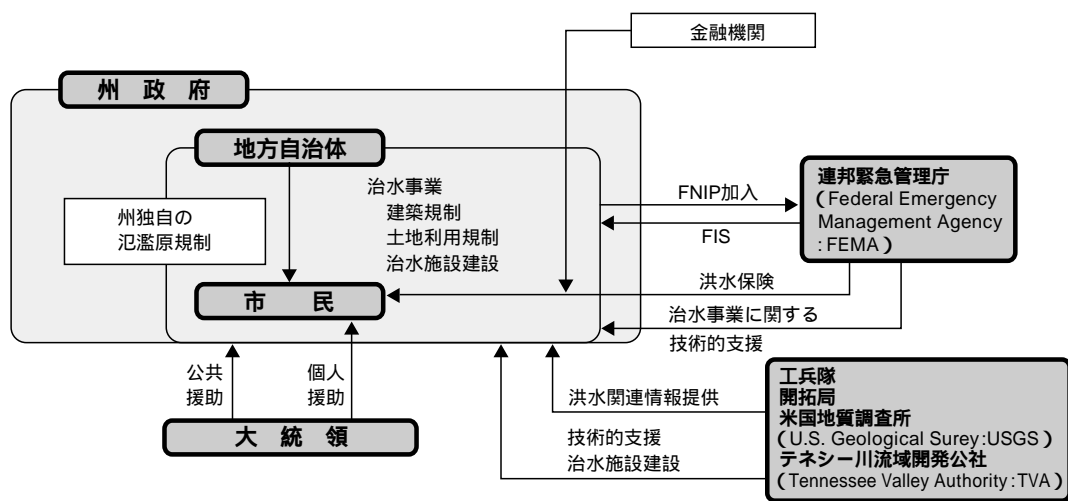 金融機関
州 政 府
地方自治体
州独自の
氾濫原規制
治水事業
建築規制
土地利用規制
治水施設建設
市 民
FNIP加入
FIS
連邦緊急管理庁
(Federal Emergency
Management Agency
:FEMA)
洪水保険
治水事業に関する
技術的支援
公共
援助
個人
援助
大 統 領
洪水関連情報提供
技術的支援
治水施設建設
工兵隊
開拓局
米国地質調査所
(U.S. Geological Surey:USGS)
テネシー川流域開発公社
(Tennessee Valley Authority:TVA)